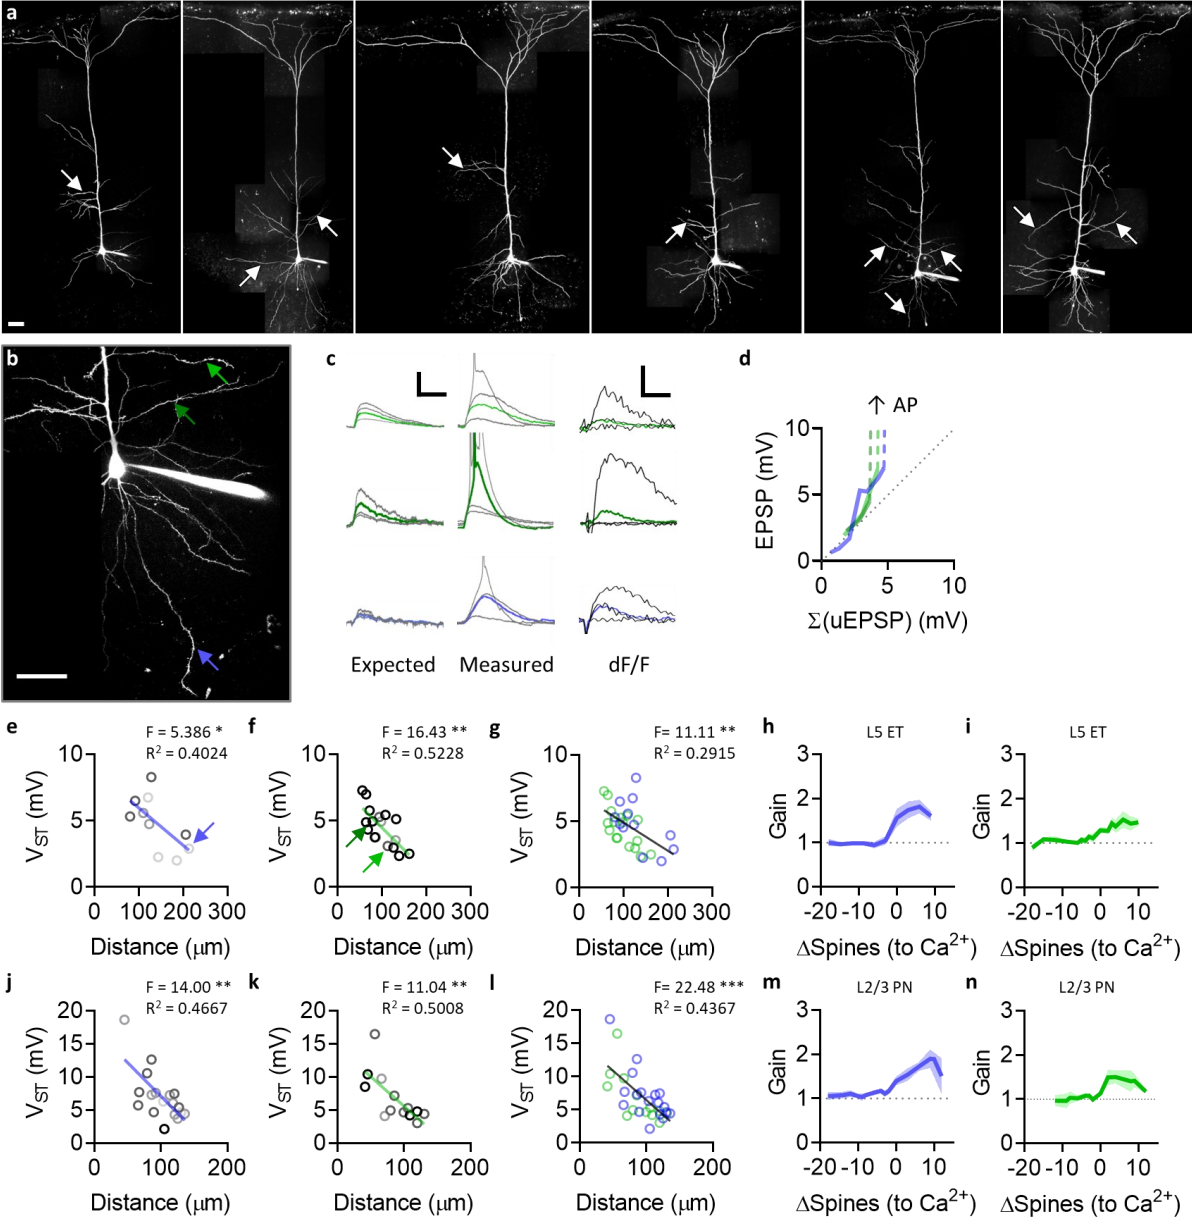 a
b
c
d
↑ AP
10
5
0
EPSP (mV)
0
5
10
Σ(uEPSP) (mV)
Expected
Measured
dF/F
e
F = 5.386 *
R² = 0.4024
10
5
0
V_ST (mV)
0
100
200
300
Distance (μm)
f
F = 16.43 **
R² = 0.5228
10
5
0
V_ST (mV)
0
100
200
300
Distance (μm)
g
F = 11.11 **
R² = 0.2915
10
5
0
V_ST (mV)
0
100
200
300
Distance (μm)
h
L5 ET
3
2
1
0
Gain
-20
-10
0
10
ΔSpines (to Ca²⁺)
i
L5 ET
3
2
1
0
Gain
-20
-10
0
10
ΔSpines (to Ca²⁺)
j
F = 14.00 **
R² = 0.4667
20
15
10
5
0
V_ST (mV)
0
100
200
Distance (μm)
k
F = 11.04 **
R² = 0.5008
20
15
10
5
0
V_ST (mV)
0
100
200
Distance (μm)
l
F= 22.48 ***
R² = 0.4367
20
15
10
5
0
V_ST (mV)
0
100
200
Distance (μm)
m
L2/3 PN
3
2
1
0
Gain
-20
-10
0
10
ΔSpines (to Ca²⁺)
n
L2/3 PN
3
2
1
0
Gain
-20
-10
0
10
ΔSpines (to Ca²⁺)